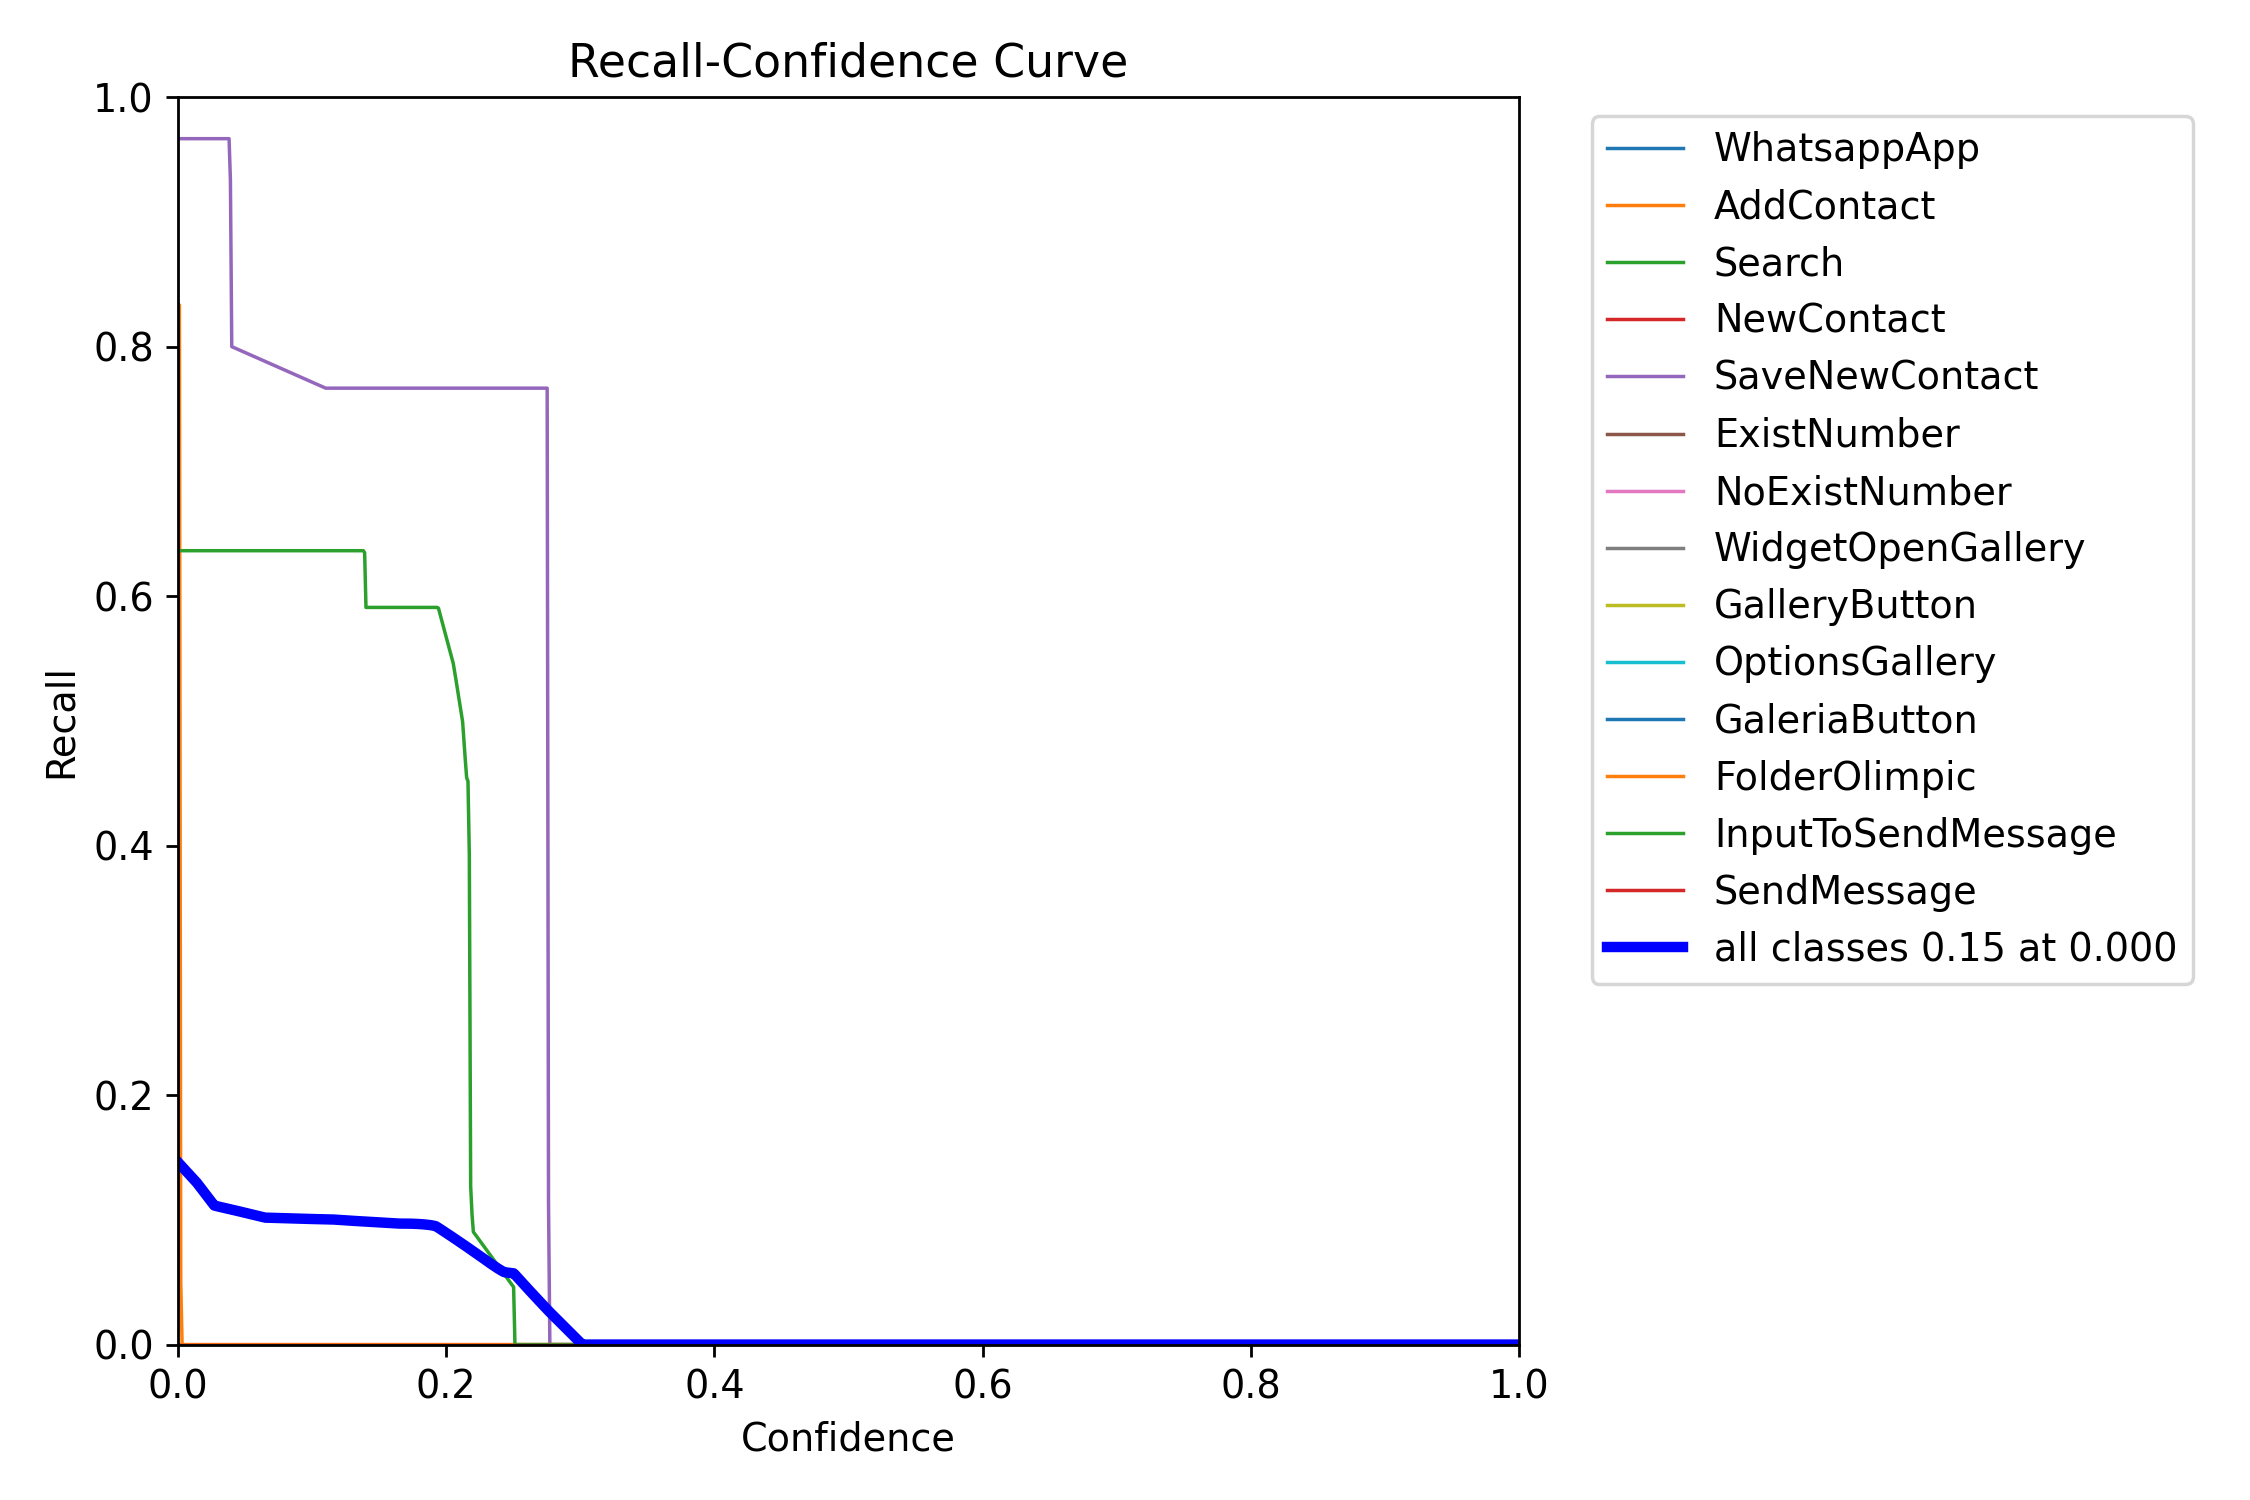 Recall-Confidence Curve
1.0
0.8
0.6
0.4
0.2
0.0
Recall
0.0 0.2 0.4 0.6 0.8 1.0
Confidence
WhatsappApp
AddContact
Search
NewContact
SaveNewContact
ExistNumber
NoExistNumber
WidgetOpenGallery
GalleryButton
OptionsGallery
GaleriaButton
FolderOlimpic
InputToSendMessage
SendMessage
all classes 0.15 at 0.000